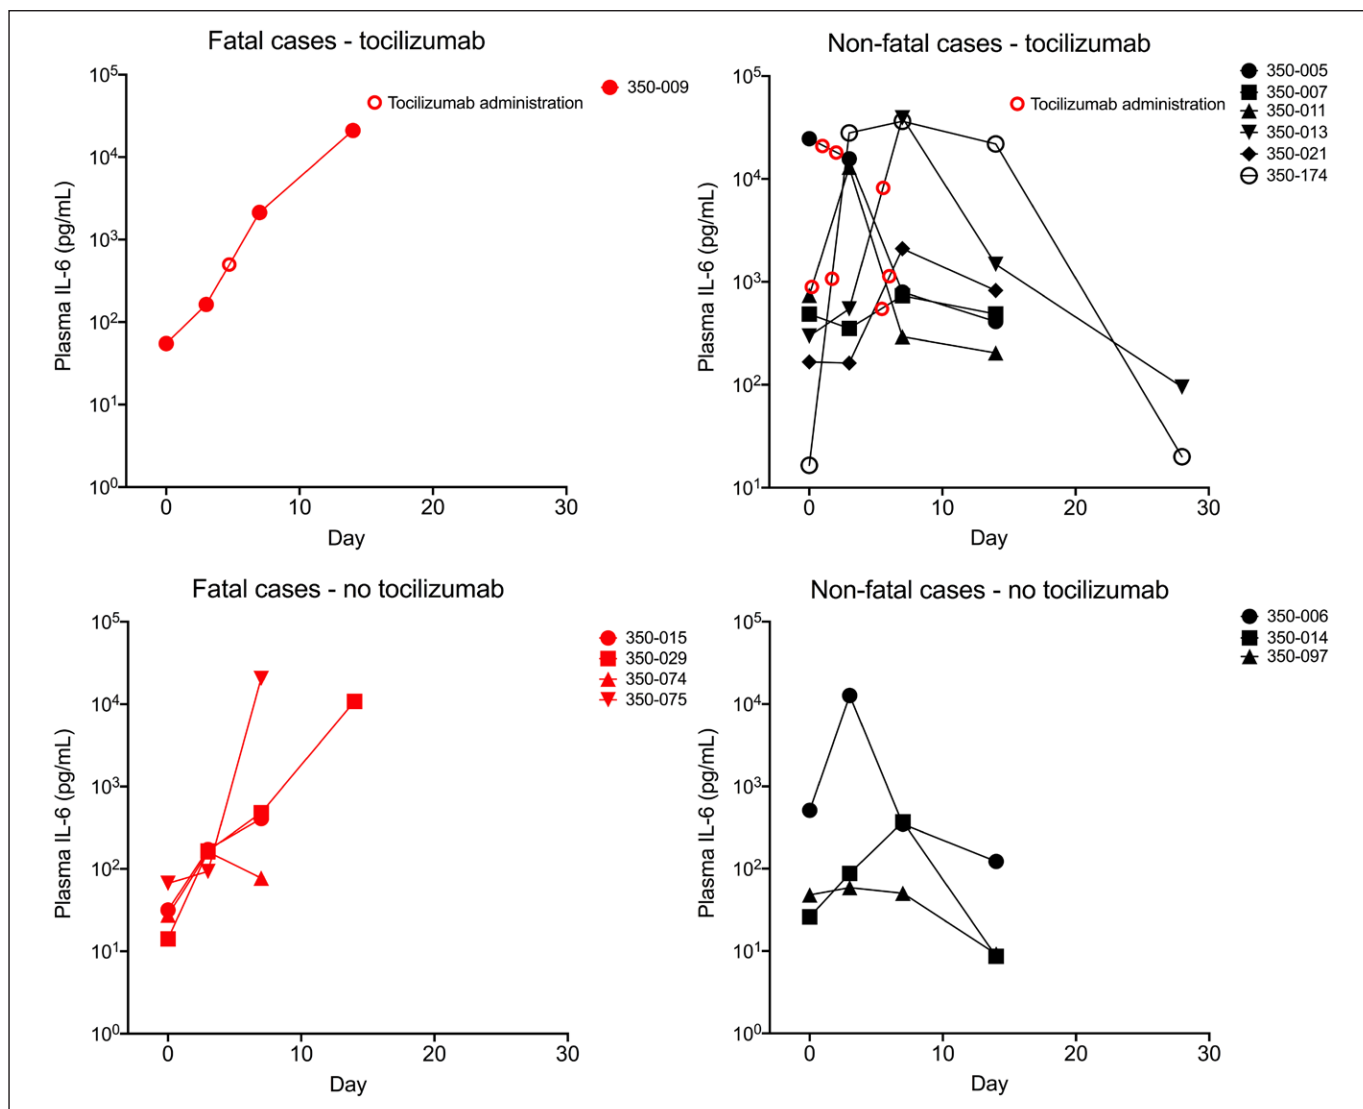 Fatal cases - tocilizumab
Plasma IL-6 (pg/mL)
10⁵
10⁴
10³
10²
10¹
10⁰
0 10 20 30
Day
Tocilizumab administration
350-009
Non-fatal cases - tocilizumab
Plasma IL-6 (pg/mL)
10⁵
10⁴
10³
10²
10¹
0 10 20 30
Day
Tocilizumab administration
350-005
350-007
350-011
350-013
350-021
350-174
Fatal cases - no tocilizumab
Plasma IL-6 (pg/mL)
10⁵
10⁴
10³
10²
10¹
10⁰
0 10 20 30
Day
350-015
350-029
350-074
350-075
Non-fatal cases - no tocilizumab
Plasma IL-6 (pg/mL)
10⁵
10⁴
10³
10²
10¹
10⁰
0 10 20 30
Day
350-006
350-014
350-097